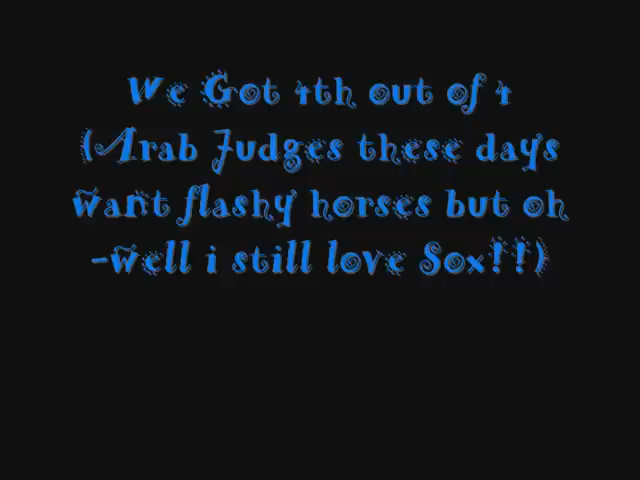 We Got 4th out of 4
(Arab Judges these days
want flashy horses but oh
-well i still love Sox!!)